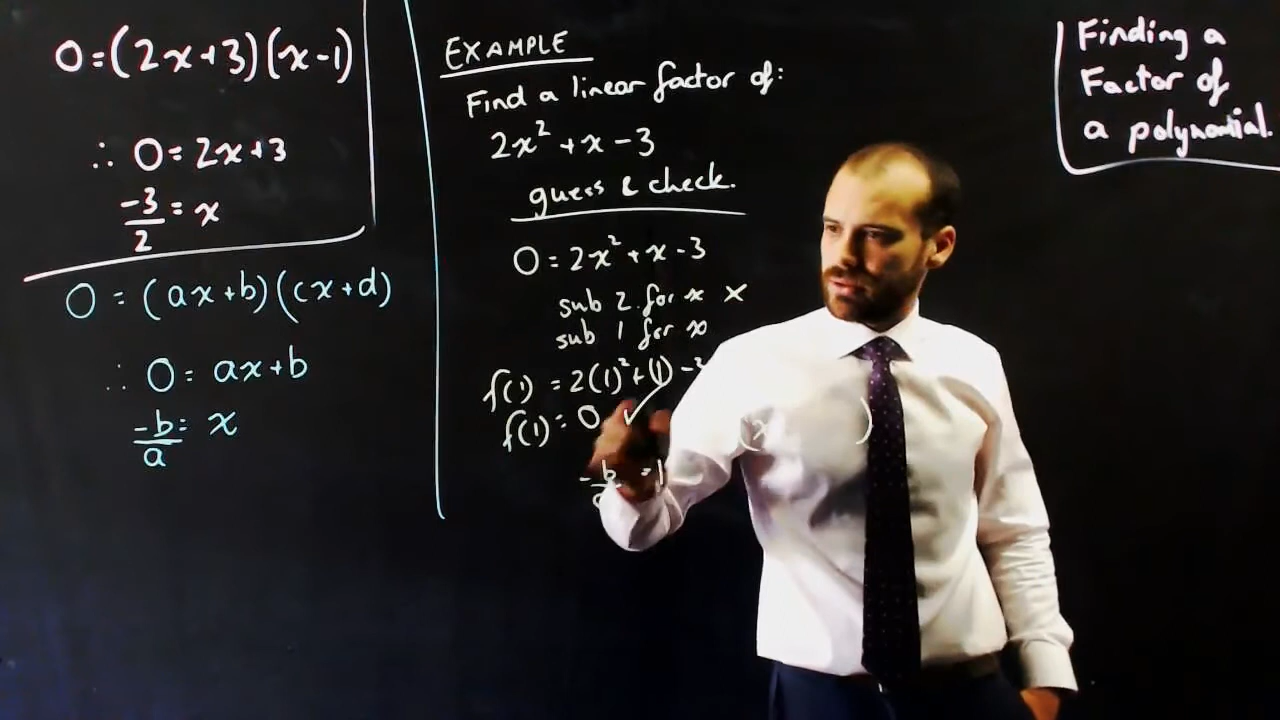 0=(2x+3)(x-1)
∴ 0=2x+3
-3/2 = x
0 = (ax+b)(cx+d)
∴ 0= ax+b
-b/a = x
EXAMPLE
Find a linear factor of:
2x² + x - 3
guess & check.
0 = 2x² + x - 3
sub 2 for x ×
sub 1 for x
f(1) = 2(1)² + (1) -
f(1) = 0 ✓
(x )
-b/ = 1
Finding a
Factor of
a polynomial.